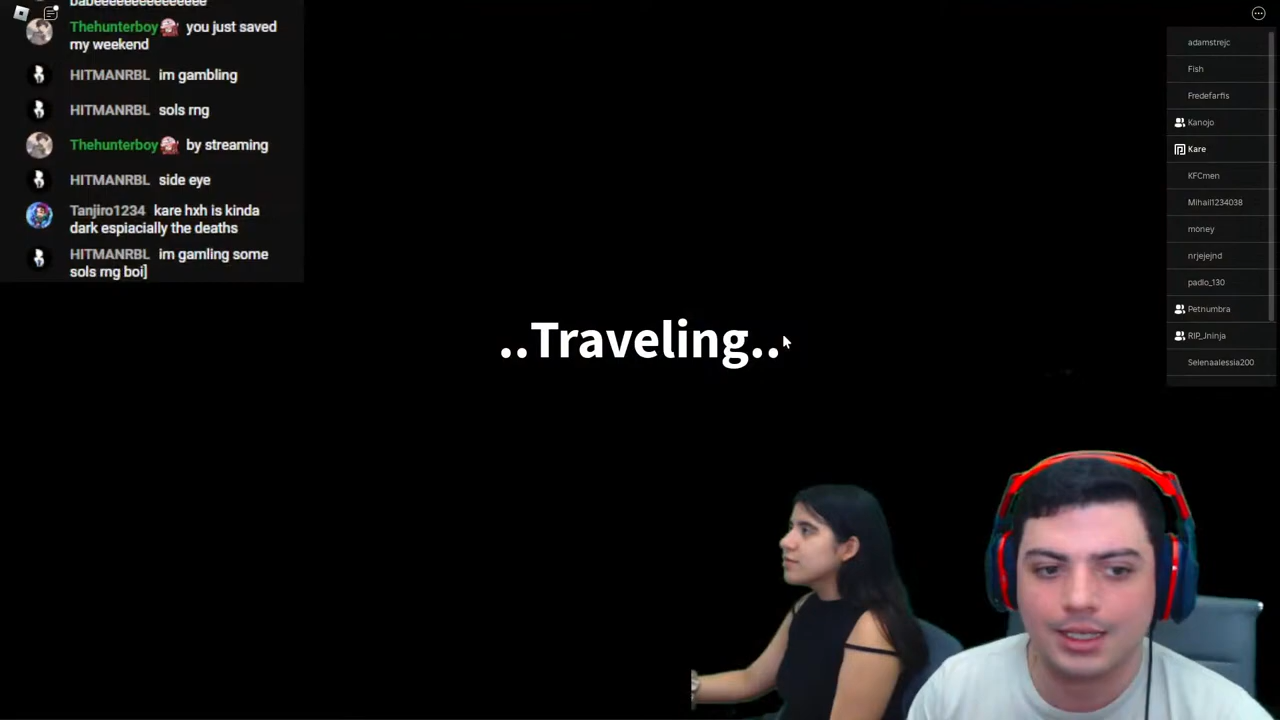 babeeeeeeeeeeeeeee
Thehunterboy you just saved
my weekend
HITMANRBL im gambling
HITMANRBL sols rng
Thehunterboy by streaming
HITMANRBL side eye
Tanjiro1234 kare hxh is kinda
dark espiacially the deaths
HITMANRBL im gamling some
sols rng boi]
..Traveling..
adamstrejc
Fish
Fredefarfis
Kanojo
Kare
KFCmen
Mihail1234038
money
nrjejejnd
padlo_130
Petnumbra
RIP_Jninja
Selenaalessia200